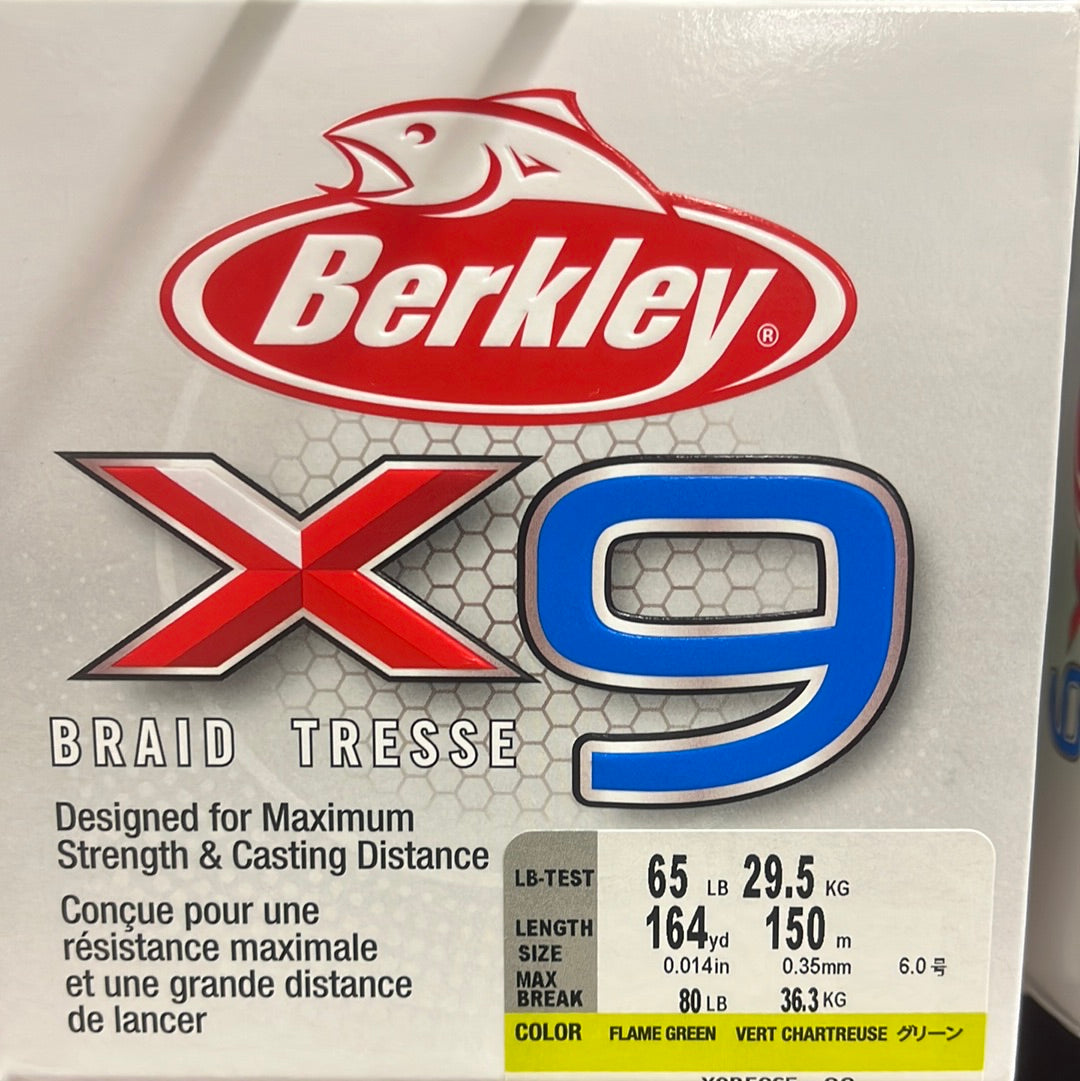 Berkley®
X9
BRAID TRESSE
Designed for Maximum
Strength & Casting Distance
Conçue pour une
résistance maximale
et une grande distance
de lancer
LB-TEST 65 LB 29.5 KG
LENGTH 164yd 150 m
SIZE 0.014in 0.35mm 6.0号
MAX
BREAK 80 LB 36.3 KG
COLOR FLAME GREEN VERT CHARTREUSE グリーン